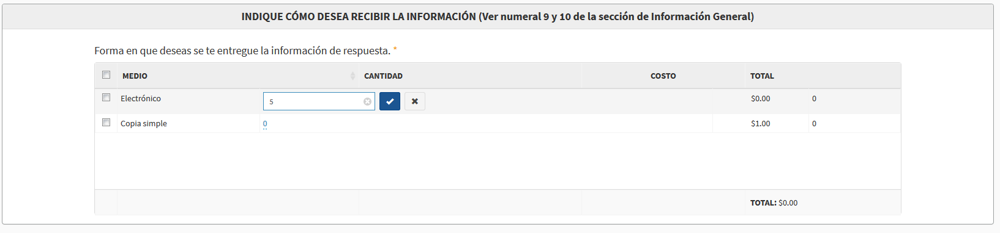 INDIQUE CÓMO DESEA RECIBIR LA INFORMACIÓN (Ver numeral 9 y 10 de la sección de Información General)
Forma en que deseas se te entregue la información de respuesta. *
MEDIO CANTIDAD COSTO TOTAL
Electrónico 5 $0.00 0
Copia simple 0 $1.00 0
TOTAL: $0.00